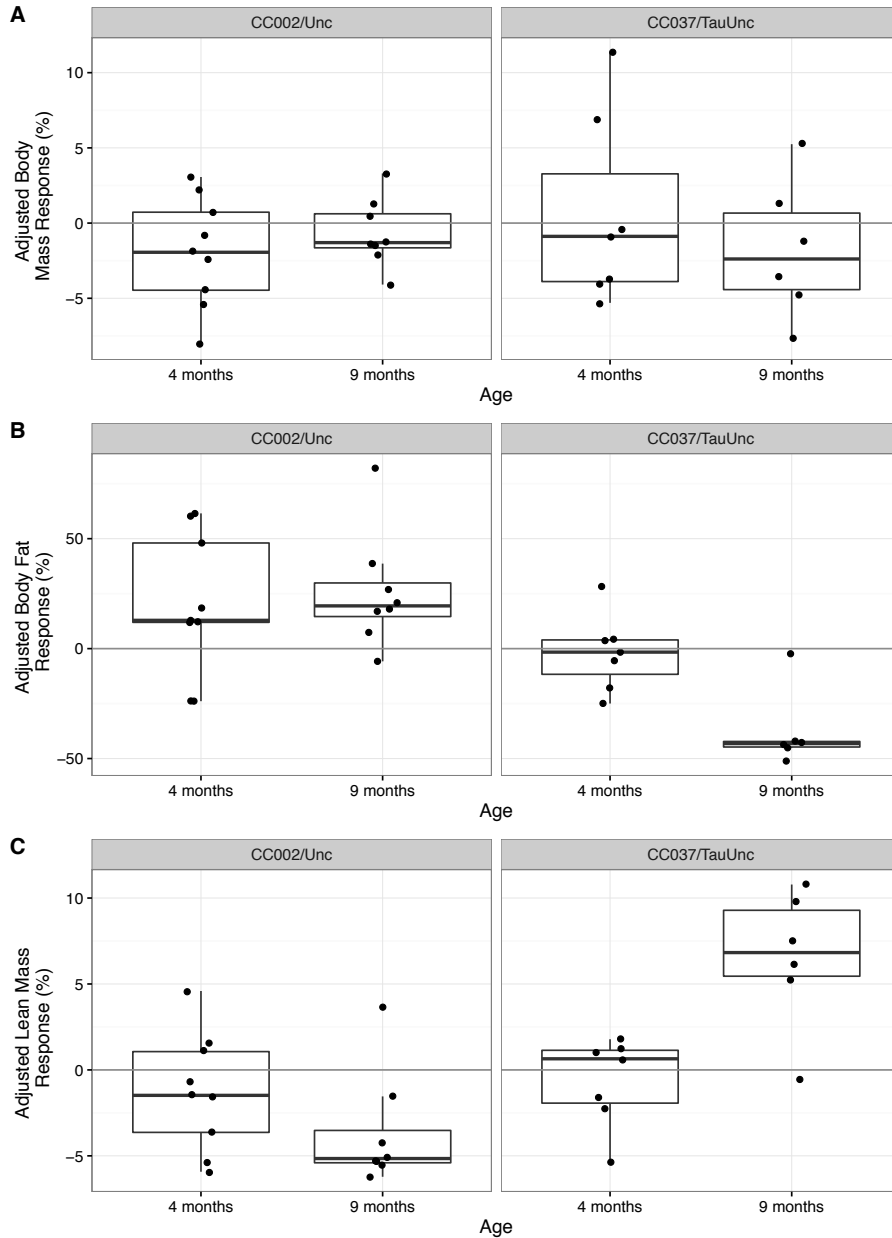 A
CC002/Unc
CC037/TauUnc
Adjusted Body
Mass Response (%)
10
5
0
−5
4 months
9 months
4 months
9 months
Age
B
CC002/Unc
CC037/TauUnc
Adjusted Body Fat
Response (%)
50
0
−50
4 months
9 months
4 months
9 months
Age
C
CC002/Unc
CC037/TauUnc
Adjusted Lean Mass
Response (%)
10
5
0
−5
4 months
9 months
4 months
9 months
Age